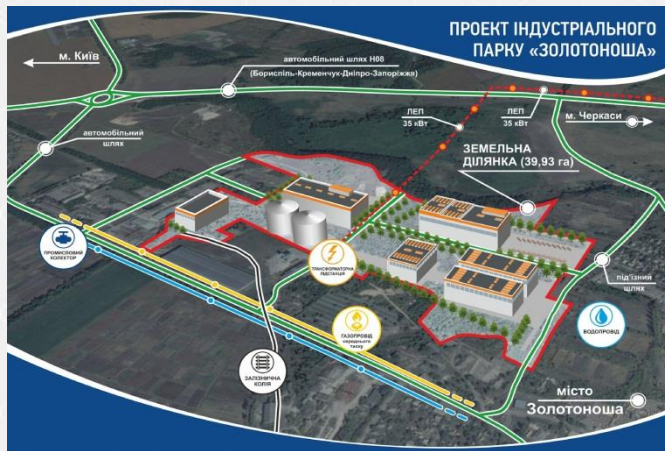 ПРОЕКТ ІНДУСТРІАЛЬНОГО
ПАРКУ «ЗОЛОТОНОША»
м. Київ
автомобільний шлях Н08
(Бориспіль-Кременчук-Дніпро-Запоріжжя)
ЛЕП
35 кВт
ЛЕП
35 кВт
м. Черкаси
автомобільний
шлях
ЗЕМЕЛЬНА
ДІЛЯНКА (39,93 га)
ПРОМИСЛОВИЙ
КОЛЕКТОР
ТРАНСФОРМАТОРНА
ПІДСТАНЦІЯ
під'їзний
шлях
ГАЗОПРОВІД
середнього
тиску
ВОДОПРОВІД
ЗАЛІЗНИЧНА
КОЛІЯ
місто
Золотоноша